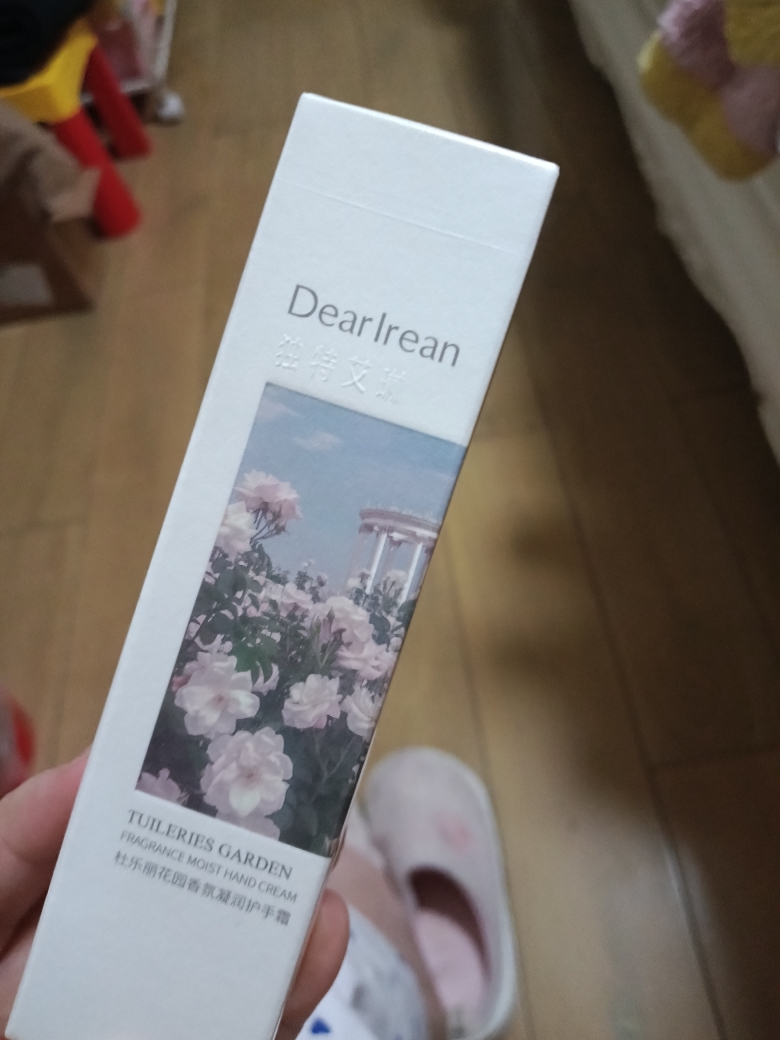 DearIrean
独特艾琳
TUILERIES GARDEN
FRAGRANCE MOIST HAND CREAM
杜乐丽花园香氛凝润护手霜